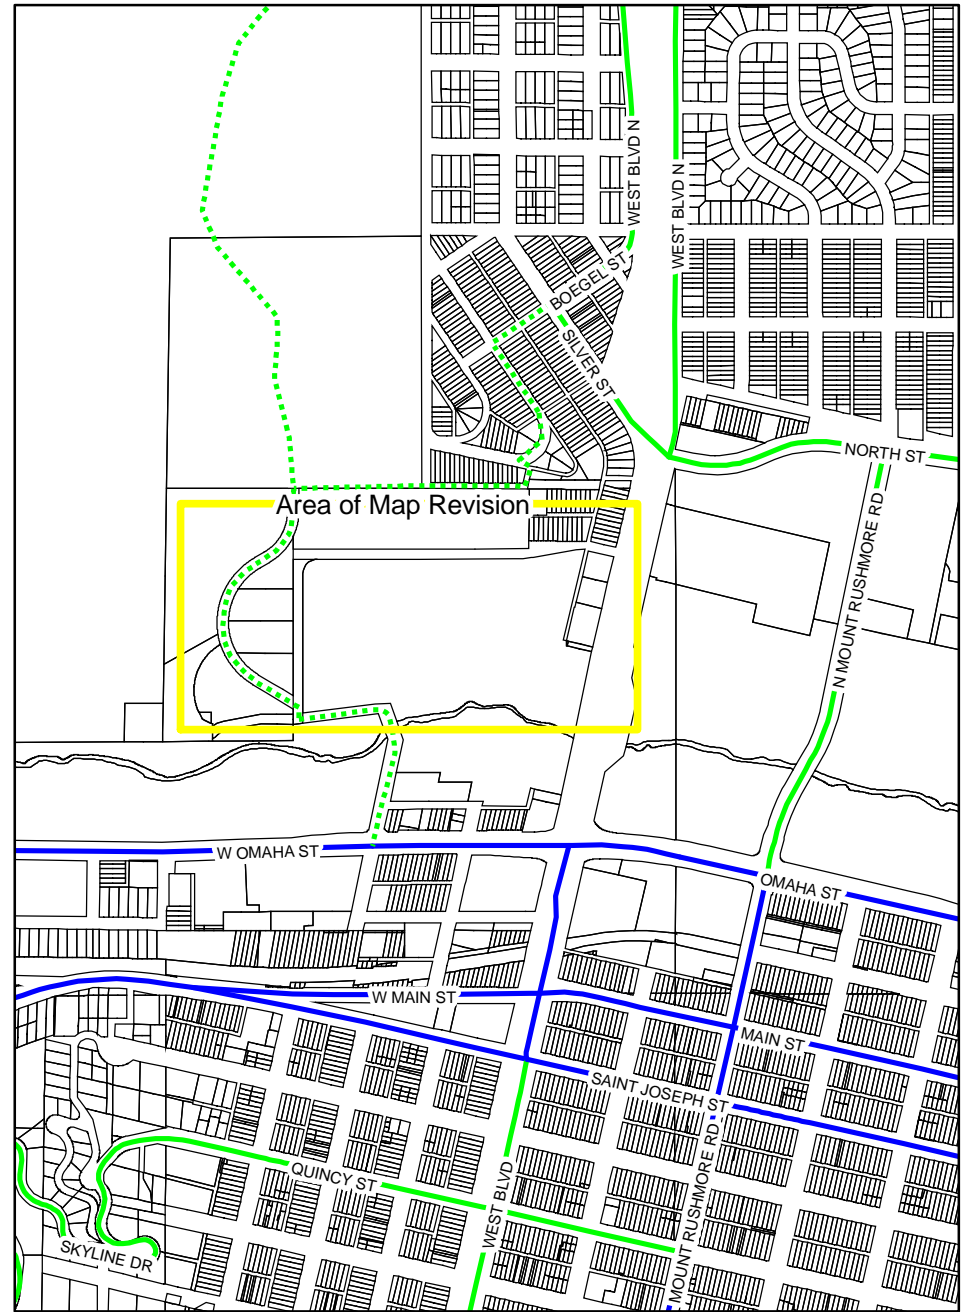 WEST BLVD N
WEST BLVD N
BOEGEL ST
SILVER ST
NORTH ST
Area of Map Revision
N MOUNT RUSHMORE RD
W OMAHA ST
OMAHA ST
W MAIN ST
MAIN ST
SAINT JOSEPH ST
QUINCY ST
WEST BLVD
MOUNT RUSHMORE RD
SKYLINE DR